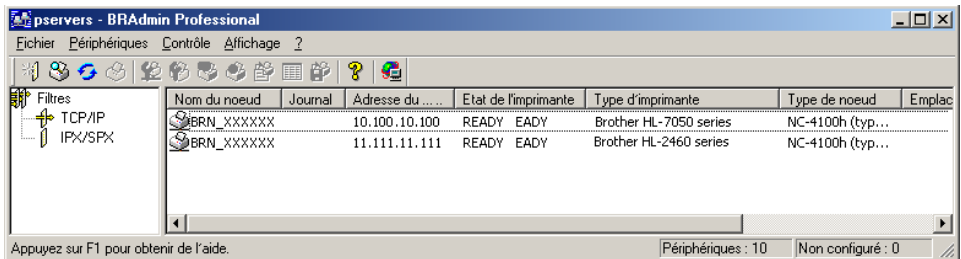 pservers - BRAdmin Professional
Fichier Périphériques Contrôle Affichage ?
Filtres
TCP/IP
IPX/SPX
Nom du noeud Journal Adresse du ... .. Etat de l'imprimante Type d'imprimante Type de noeud Emplac
BRN_XXXXXX 10.100.10.100 READY EADY Brother HL-7050 series NC-4100h (typ...
BRN_XXXXXX 11.111.11.111 READY EADY Brother HL-2460 series NC-4100h (typ...
Appuyez sur F1 pour obtenir de l'aide. Périphériques : 10 Non configuré : 0